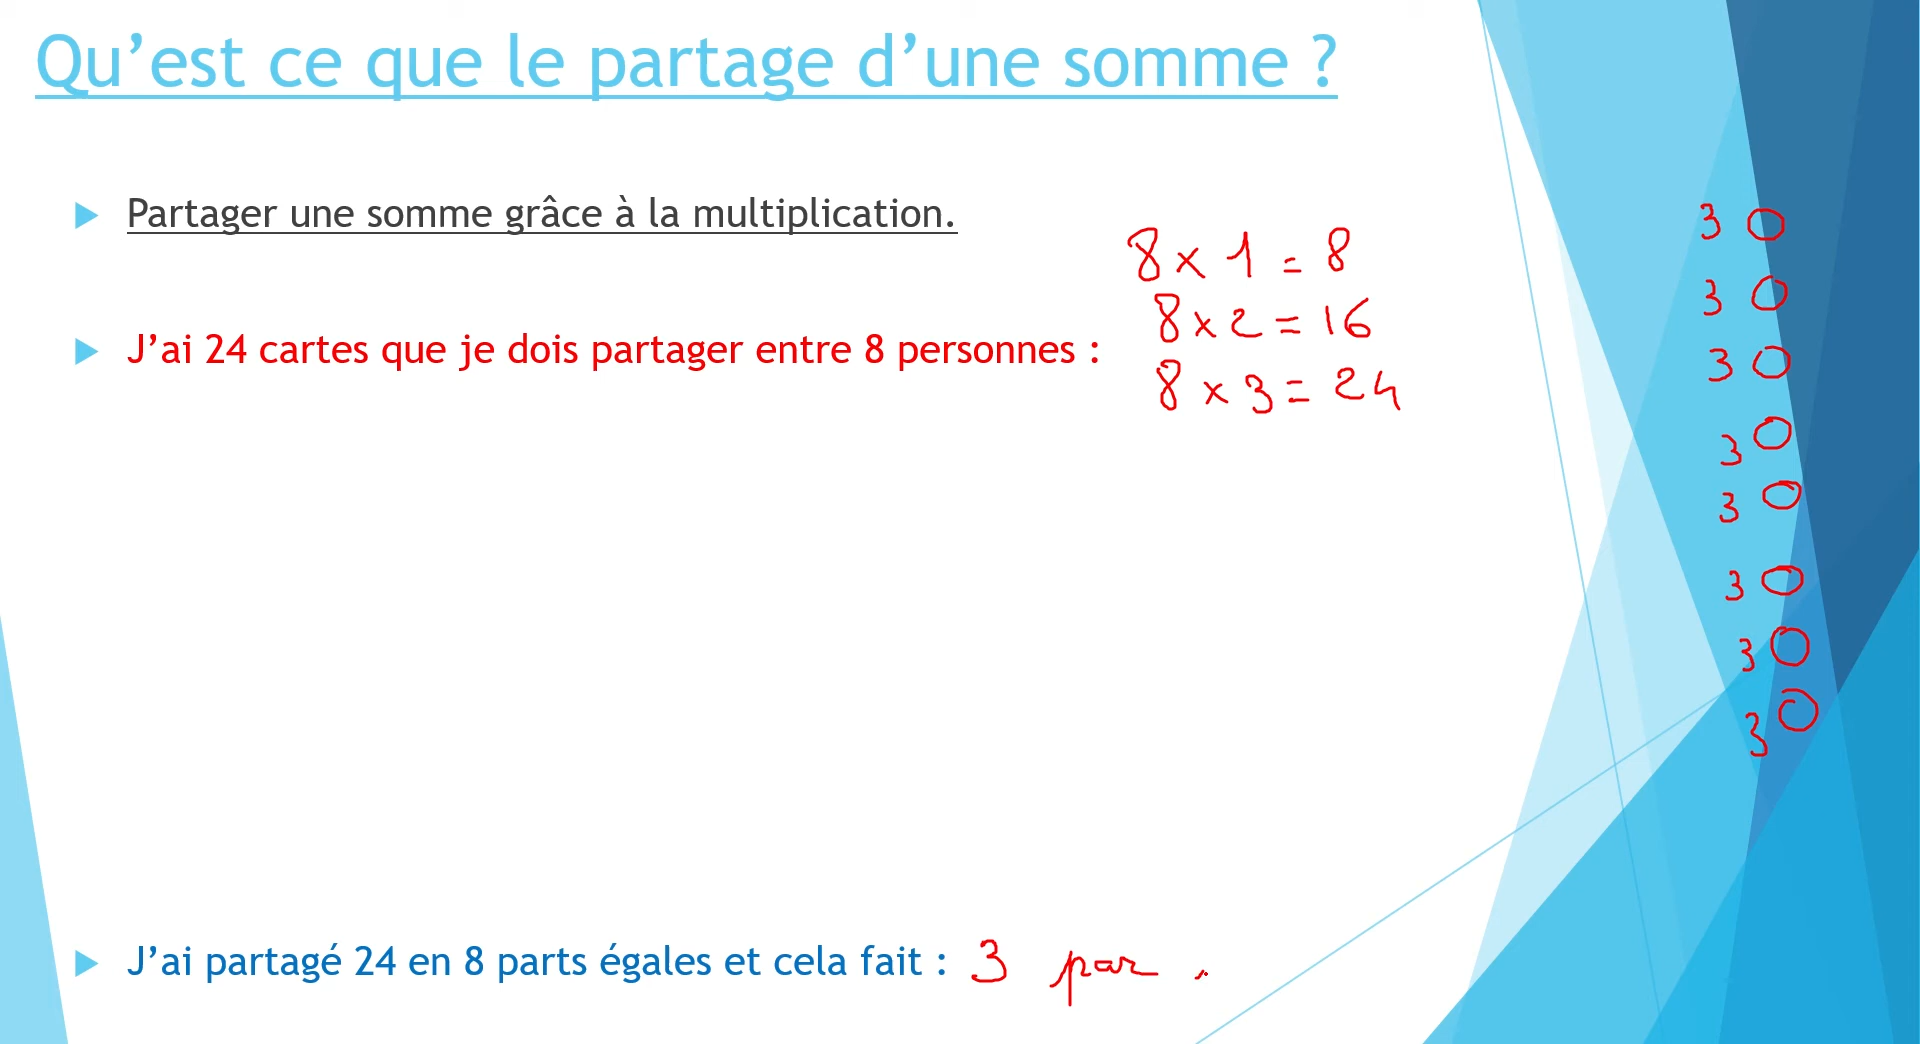 Qu’est ce que le partage d’une somme ?
Partager une somme grâce à la multiplication.
8 x 1 = 8
8 x 2 = 16
J’ai 24 cartes que je dois partager entre 8 personnes :
8 x 3 = 24
3 O
3 O
3 O
3 O
3 O
3 O
3 O
3 O
J’ai partagé 24 en 8 parts égales et cela fait : 3 par